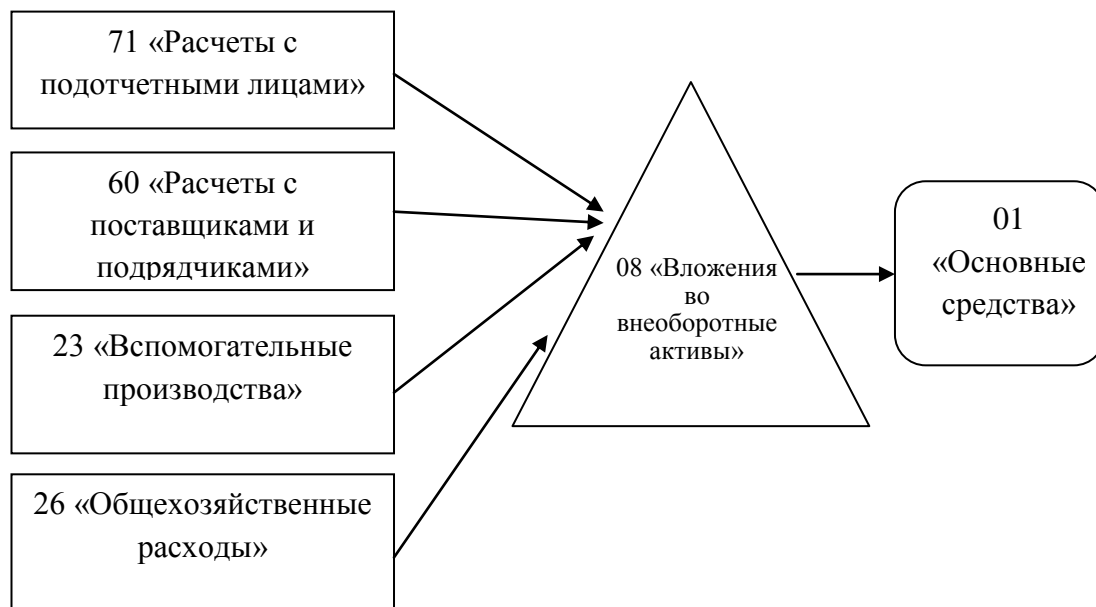 71 «Расчеты с
подотчетными лицами»
60 «Расчеты с
поставщиками и
подрядчиками»
23 «Вспомогательные
производства»
26 «Общехозяйственные
расходы»
08 «Вложения
во
внеоборотные
активы»
01
«Основные
средства»